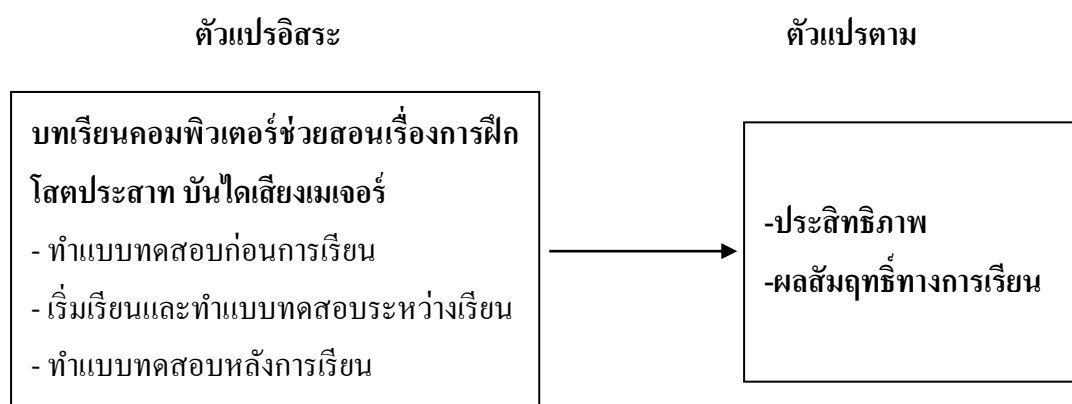 ตัวแปรอิสระ
ตัวแปรตาม
บทเรียนคอมพิวเตอร์ช่วยสอนเรื่องการฝึก
โสตประสาท บันไดเสียงเมเจอร์
- ทำแบบทดสอบก่อนการเรียน
- เริ่มเรียนและทำแบบทดสอบระหว่างเรียน
- ทำแบบทดสอบหลังการเรียน
-ประสิทธิภาพ
-ผลสัมฤทธิ์ทางการเรียน